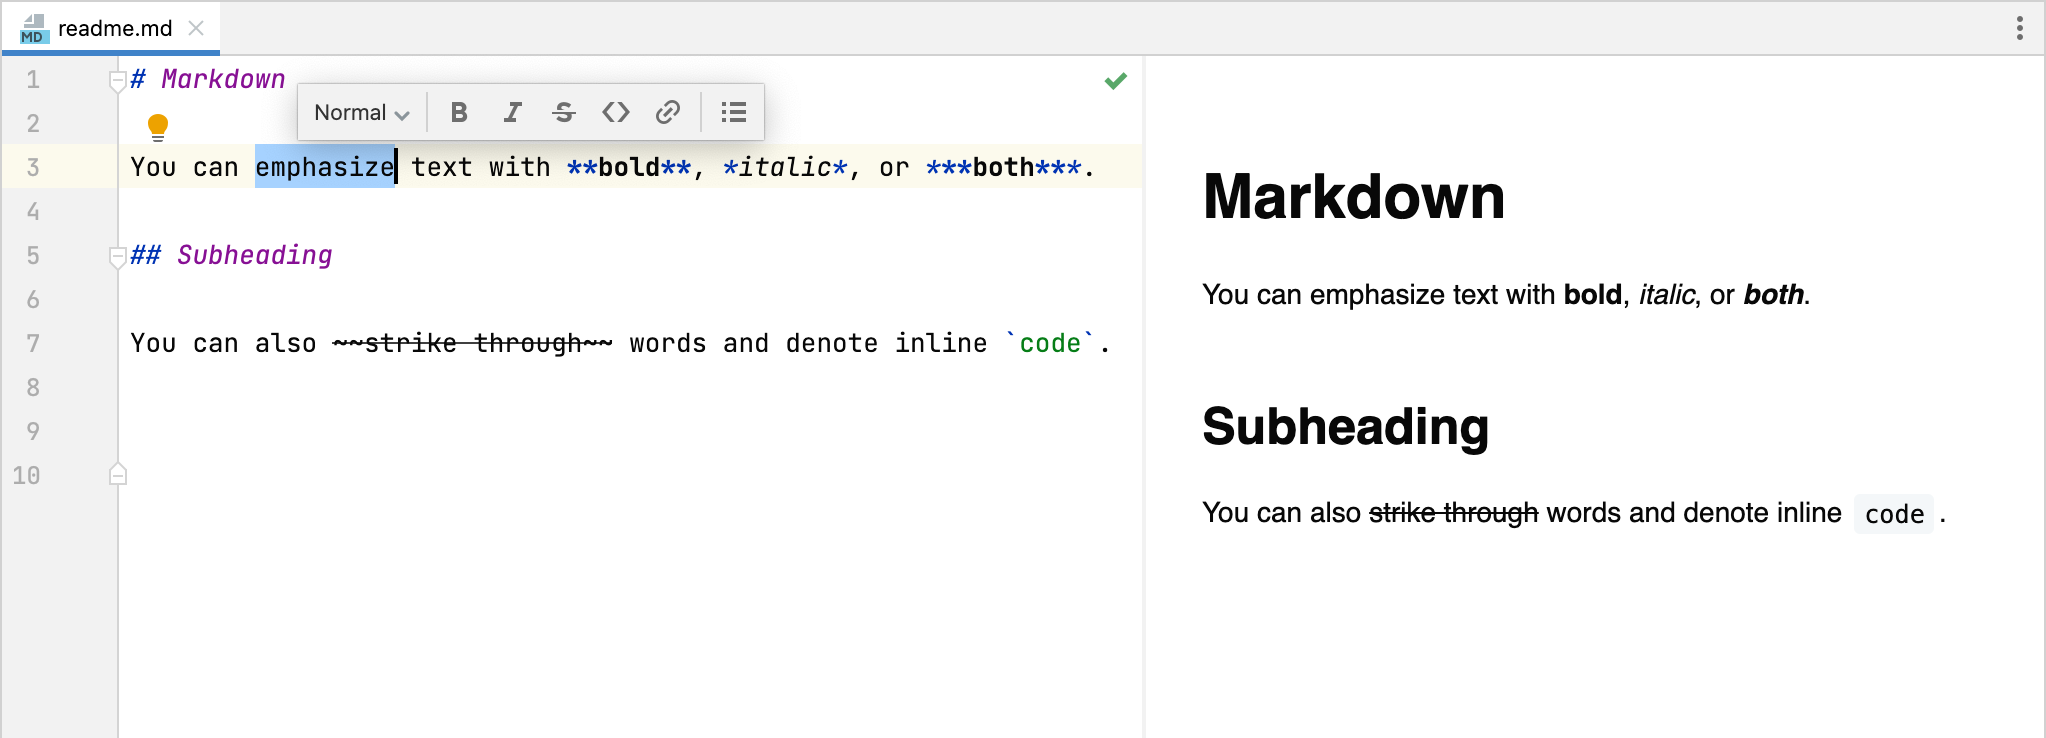 MD readme.md
Normal B I S
1 # Markdown
2
3 You can emphasize text with **bold**, *italic*, or ***both***.
4
5 ## Subheading
6
7 You can also ~~strike through~~ words and denote inline `code`.
8
9
10
Markdown
You can emphasize text with bold, italic, or both.
Subheading
You can also strike through words and denote inline code .